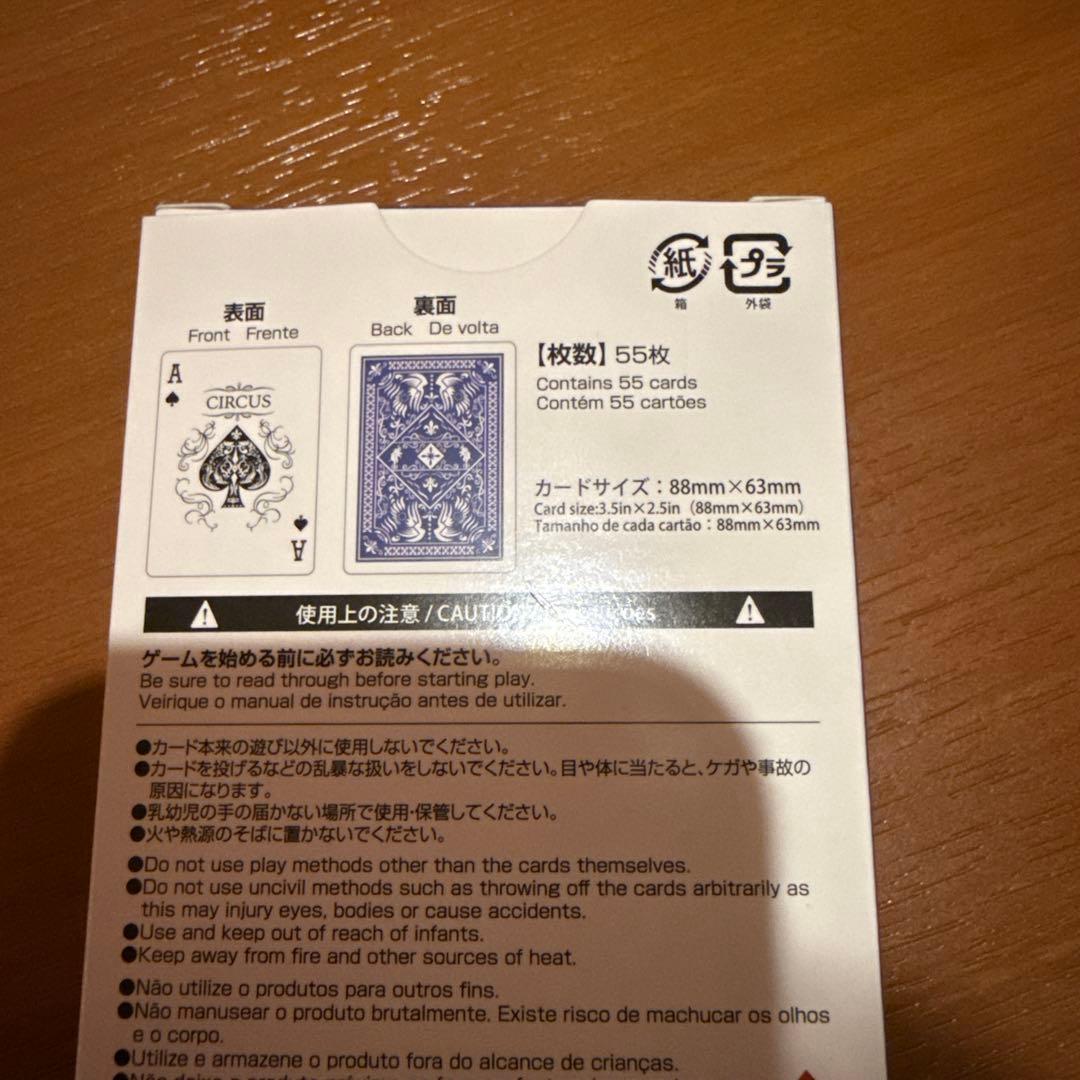 紙
箱
プラ
外袋
表面
Front Frente
裏面
Back De volta
A
CIRCUS
A
【枚数】55枚
Contains 55 cards
Contém 55 cartões
カードサイズ：88mm×63mm
Card size:3.5in×2.5in（88mm×63mm）
Tamanho de cada cartão：88mm×63mm
使用上の注意 / CAUTION
ゲームを始める前に必ずお読みください。
Be sure to read through before starting play.
Veirique o manual de instrução antes de utilizar.
●カード本来の遊び以外に使用しないでください。
●カードを投げるなどの乱暴な扱いをしないでください。目や体に当たると、ケガや事故の
原因になります。
●乳幼児の手の届かない場所で使用・保管してください。
●火や熱源のそばに置かないでください。
●Do not use play methods other than the cards themselves.
●Do not use uncivil methods such as throwing off the cards arbitrarily as
this may injury eyes, bodies or cause accidents.
●Use and keep out of reach of infants.
●Keep away from fire and other sources of heat.
●Não utilize o produtos para outros fins.
●Não manusear o produto brutalmente. Existe risco de machucar os olhos
e o corpo.
●Utilize e armazene o produto fora do alcance de crianças.